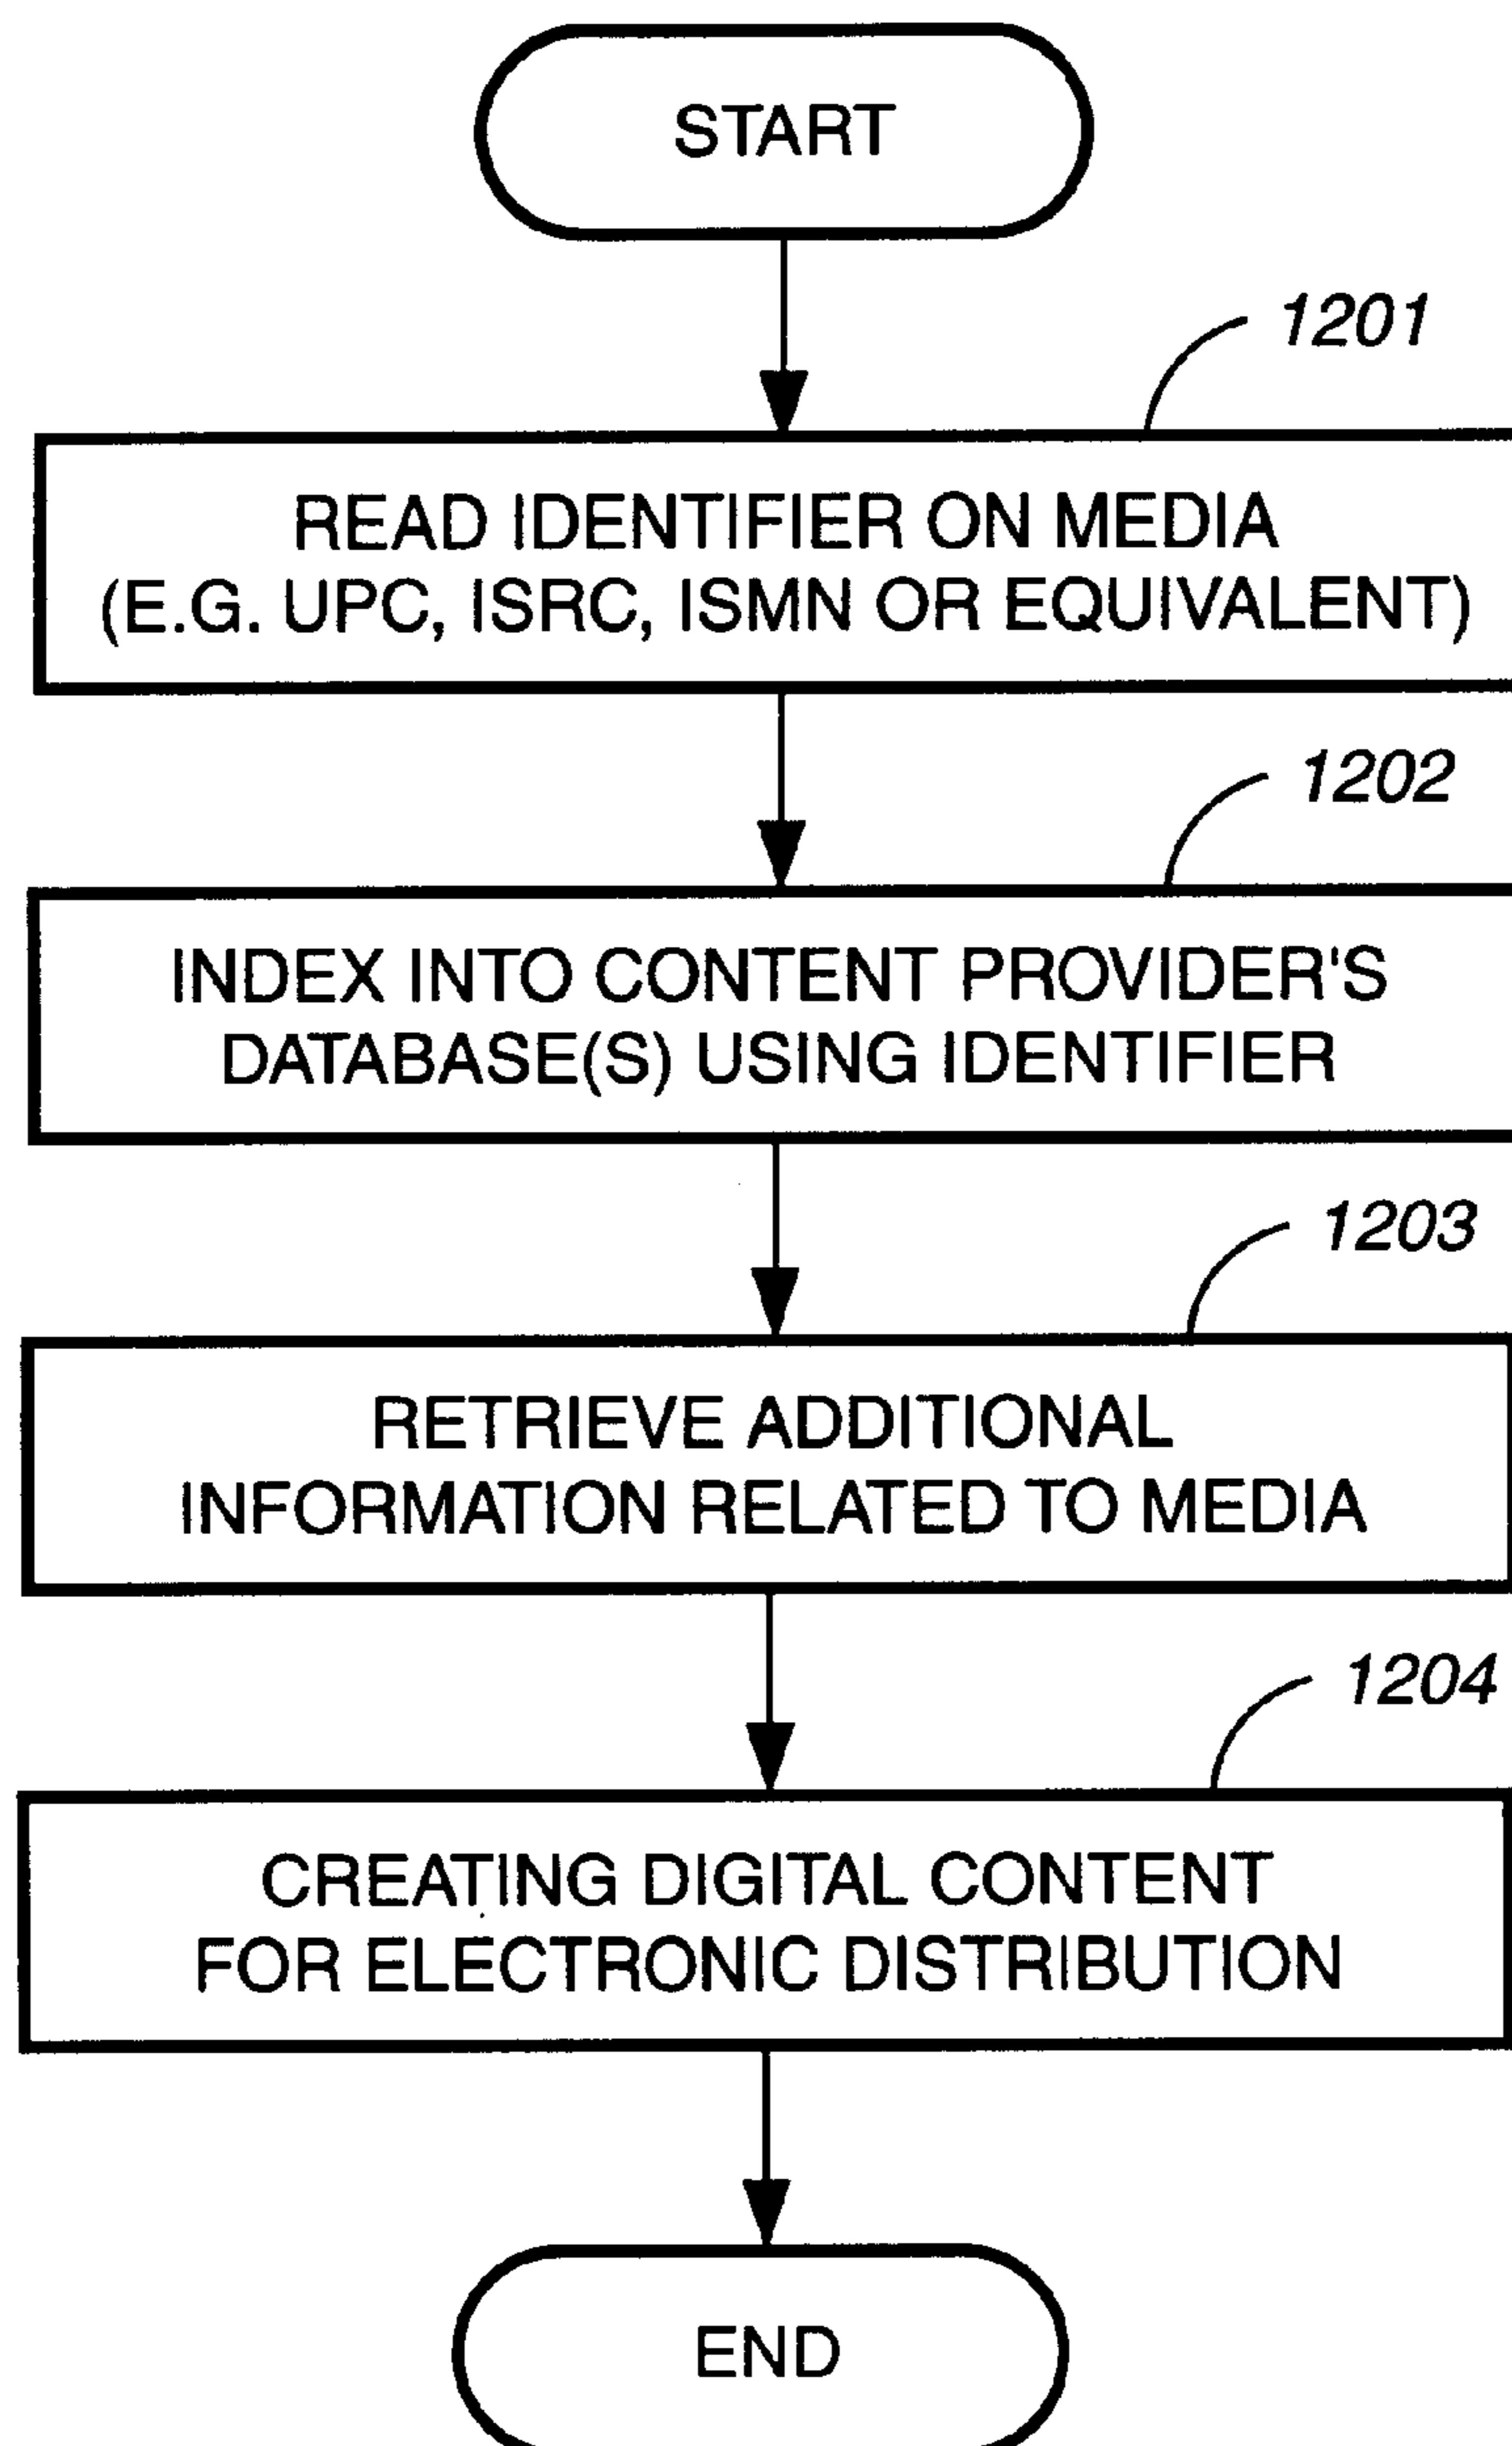 START
1201
READ IDENTIFIER ON MEDIA
(E.G. UPC, ISRC, ISMN OR EQUIVALENT)
1202
INDEX INTO CONTENT PROVIDER'S
DATABASE(S) USING IDENTIFIER
1203
RETRIEVE ADDITIONAL
INFORMATION RELATED TO MEDIA
1204
CREATING DIGITAL CONTENT
FOR ELECTRONIC DISTRIBUTION
END